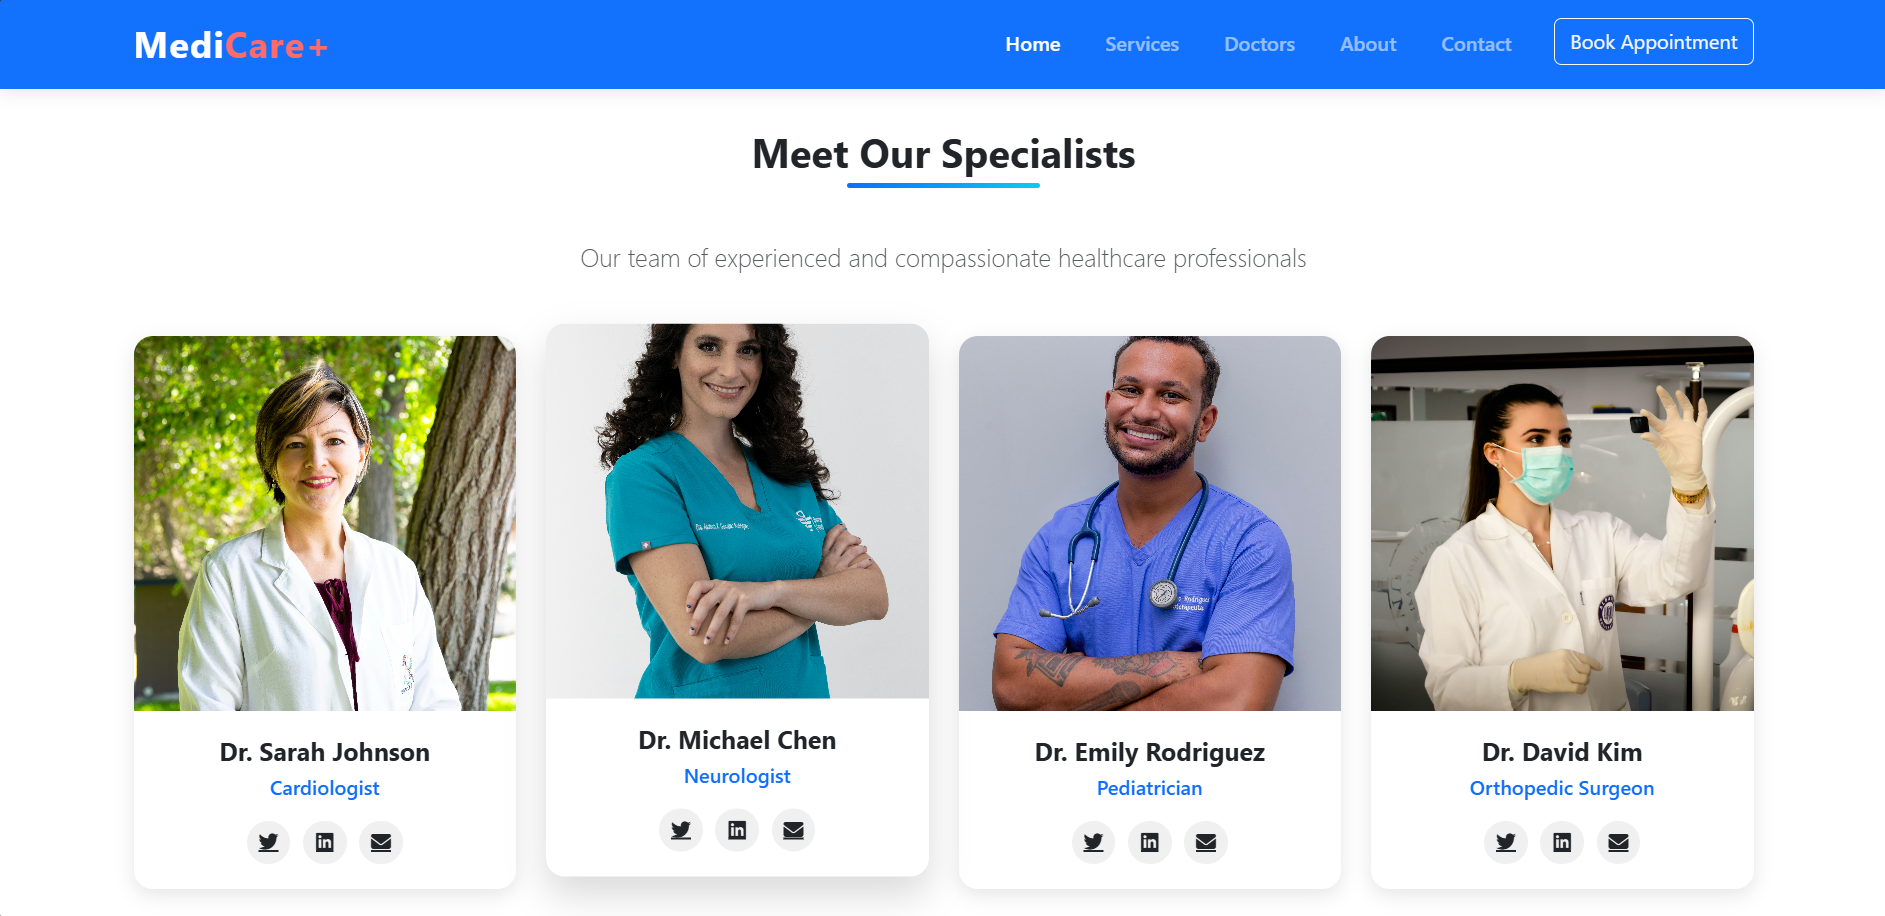 MediCare+
Home Services Doctors About Contact Book Appointment
Meet Our Specialists
Our team of experienced and compassionate healthcare professionals
Rodriguez
Dr. Sarah Johnson
Cardiologist
Dr. Michael Chen
Neurologist
Dr. Emily Rodriguez
Pediatrician
Dr. David Kim
Orthopedic Surgeon